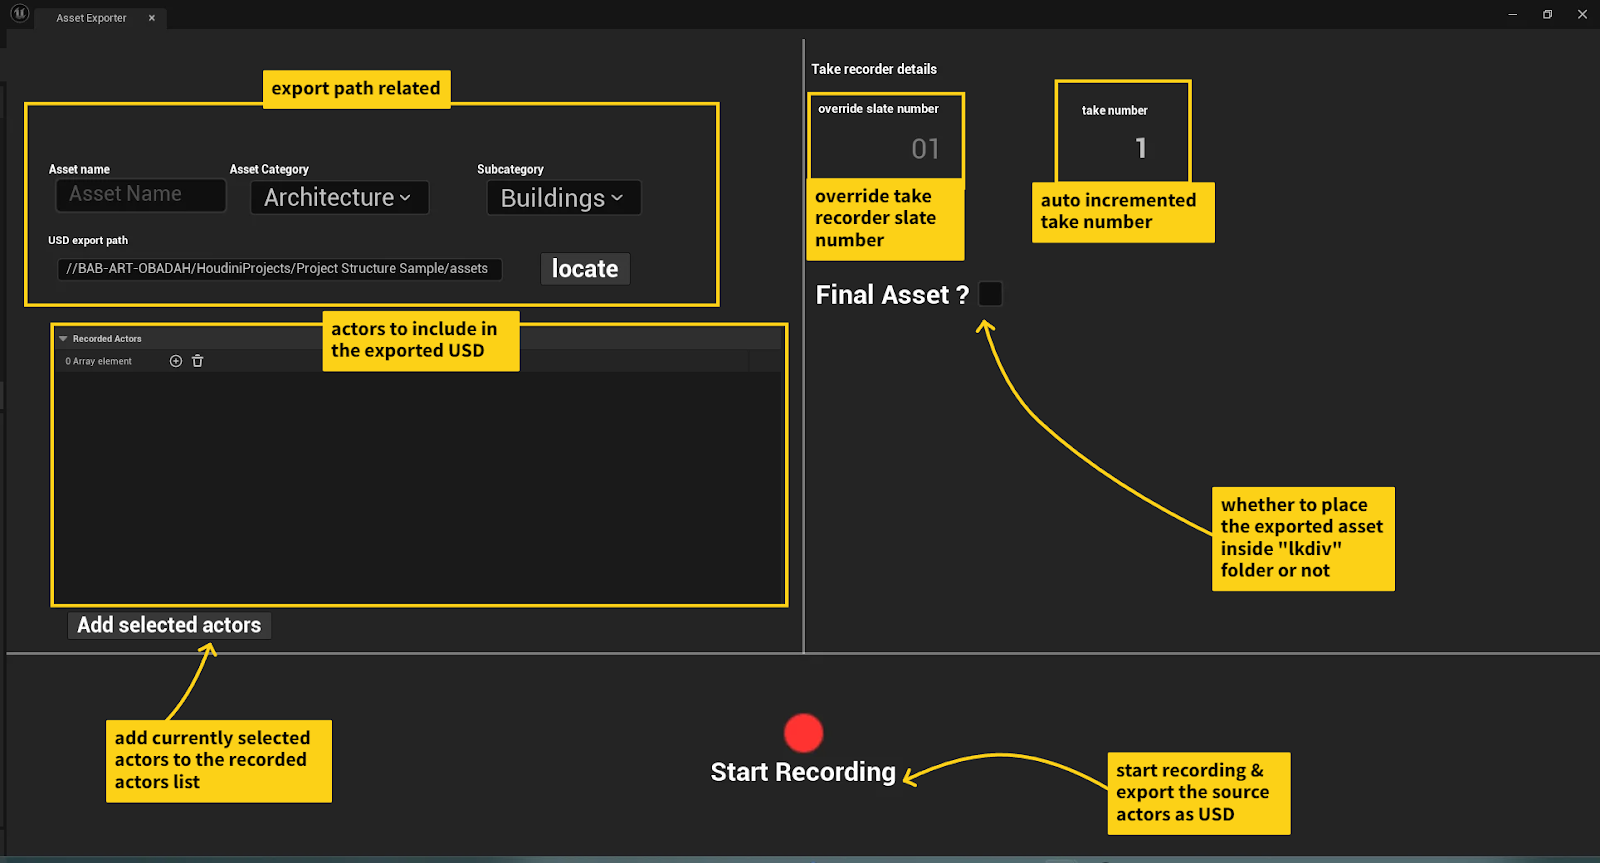 Asset Exporter
export path related
Asset name
Asset Category
Subcategory
Asset Name
Architecture
Buildings
USD export path
//BAB-ART-OBADAH/HoudiniProjects/Project Structure Sample/assets
locate
actors to include in
the exported USD
Recorded Actors
0 Array element
Add selected actors
add currently selected
actors to the recorded
actors list
Take recorder details
override slate number
01
override take
recorder slate
number
take number
1
auto incremented
take number
Final Asset ?
whether to place
the exported asset
inside "lkdiv"
folder or not
Start Recording
start recording &
export the source
actors as USD